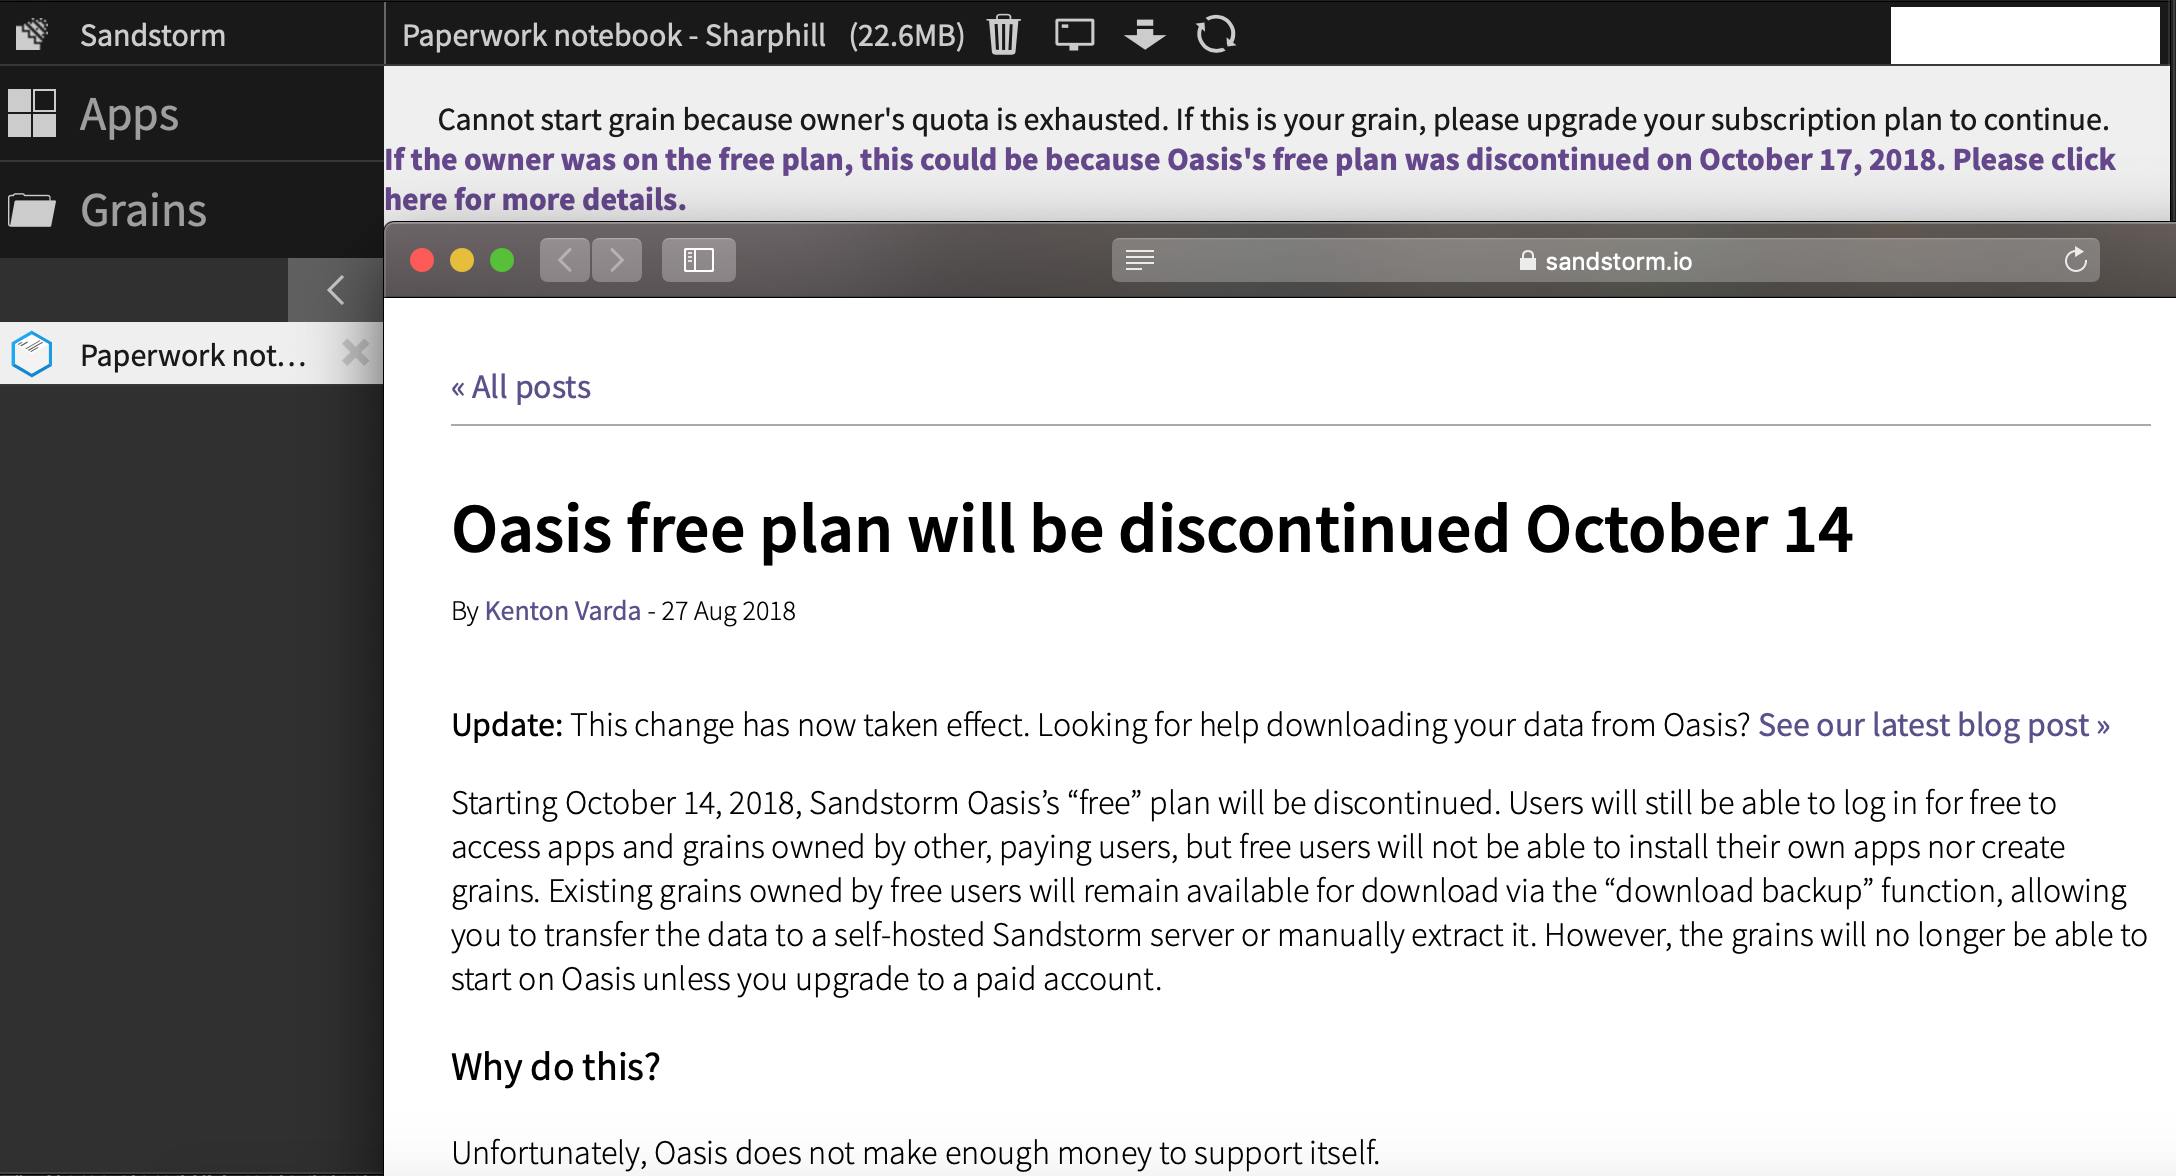 Sandstorm
Paperwork notebook - Sharphill (22.6MB)
Apps
Grains
Paperwork not...
Cannot start grain because owner's quota is exhausted. If this is your grain, please upgrade your subscription plan to continue.
If the owner was on the free plan, this could be because Oasis's free plan was discontinued on October 17, 2018. Please click
here for more details.
sandstorm.io
« All posts
Oasis free plan will be discontinued October 14
By Kenton Varda - 27 Aug 2018
Update: This change has now taken effect. Looking for help downloading your data from Oasis? See our latest blog post »
Starting October 14, 2018, Sandstorm Oasis’s “free” plan will be discontinued. Users will still be able to log in for free to
access apps and grains owned by other, paying users, but free users will not be able to install their own apps nor create
grains. Existing grains owned by free users will remain available for download via the “download backup” function, allowing
you to transfer the data to a self-hosted Sandstorm server or manually extract it. However, the grains will no longer be able to
start on Oasis unless you upgrade to a paid account.
Why do this?
Unfortunately, Oasis does not make enough money to support itself.